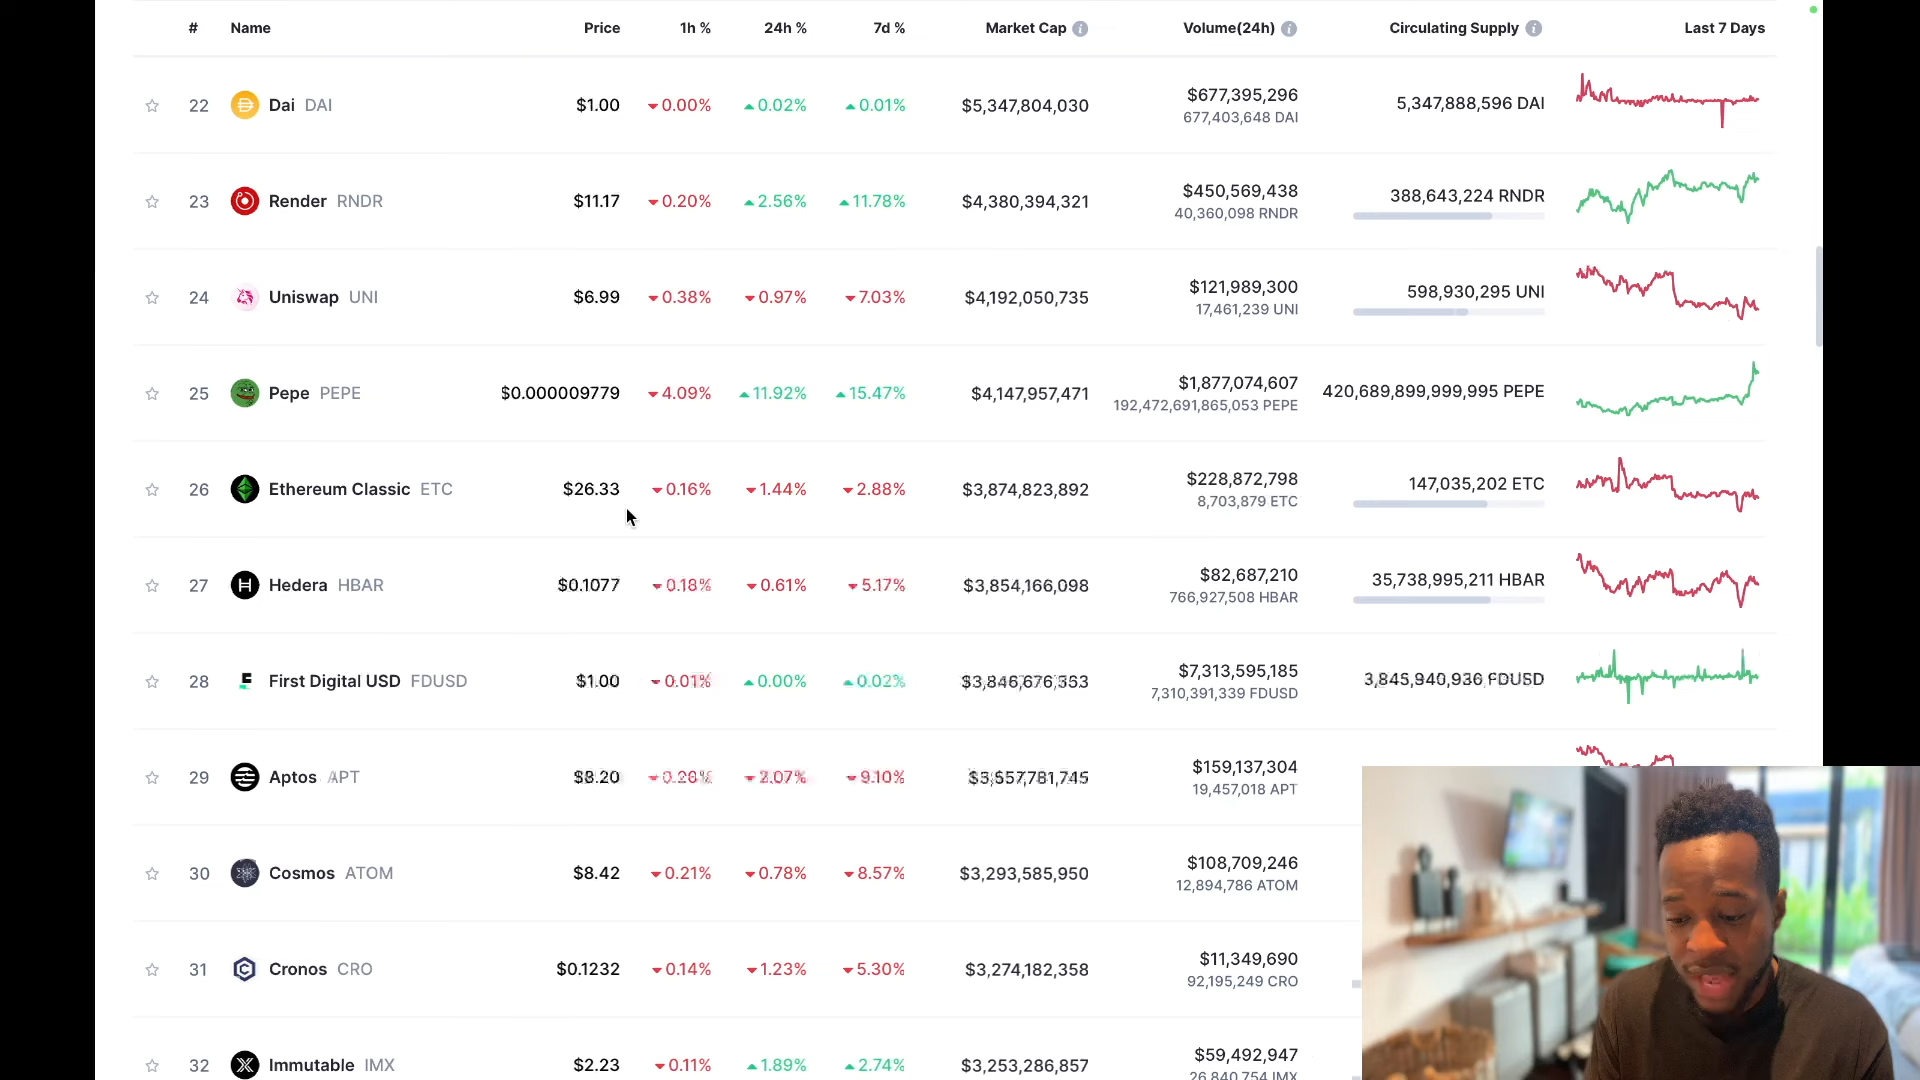 # Name Price 1h % 24h % 7d % Market Cap Volume(24h) Circulating Supply Last 7 Days
22 Dai DAI $1.00 0.00% 0.02% 0.01% $5,347,804,030 $677,395,296 5,347,888,596 DAI
677,403,648 DAI
23 Render RNDR $11.17 0.20% 2.56% 11.78% $4,380,394,321 $450,569,438 388,643,224 RNDR
40,360,098 RNDR
24 Uniswap UNI $6.99 0.38% 0.97% 7.03% $4,192,050,735 $121,989,300 598,930,295 UNI
17,461,239 UNI
25 Pepe PEPE $0.000009779 4.09% 11.92% 15.47% $4,147,957,471 $1,877,074,607 420,689,899,999,995 PEPE
192,472,691,865,053 PEPE
26 Ethereum Classic ETC $26.33 0.16% 1.44% 2.88% $3,874,823,892 $228,872,798 147,035,202 ETC
8,703,879 ETC
27 Hedera HBAR $0.1077 0.18% 0.61% 5.17% $3,854,166,098 $82,687,210 35,738,995,211 HBAR
766,927,508 HBAR
28 First Digital USD FDUSD $1.00 0.01% 0.00% 0.02% $7,313,595,185 FDUSD
7,310,391,339 FDUSD
29 Aptos APT $8.20 9.10% $159,137,304
19,457,018 APT
30 Cosmos ATOM $8.42 0.21% 0.78% 8.57% $3,293,585,950 $108,709,246
12,894,786 ATOM
31 Cronos CRO $0.1232 0.14% 1.23% 5.30% $3,274,182,358 $11,349,690
92,195,249 CRO
32 Immutable IMX $2.23 0.11% 1.89% 2.74% $3,253,286,857 $59,492,947
26,840,754 IMX